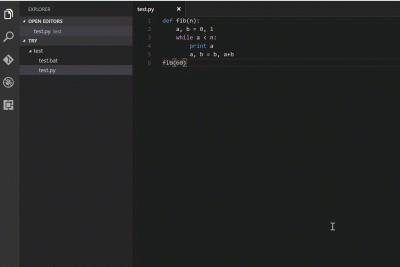 EXPLORER
OPEN EDITORS
test.py test
TRY
test
test.bat
test.py
test.py ×
1 def fib(n):
2 a, b = 0, 1
3 while a < n:
4 print a
5 a, b = b, a+b
6 fib(60)